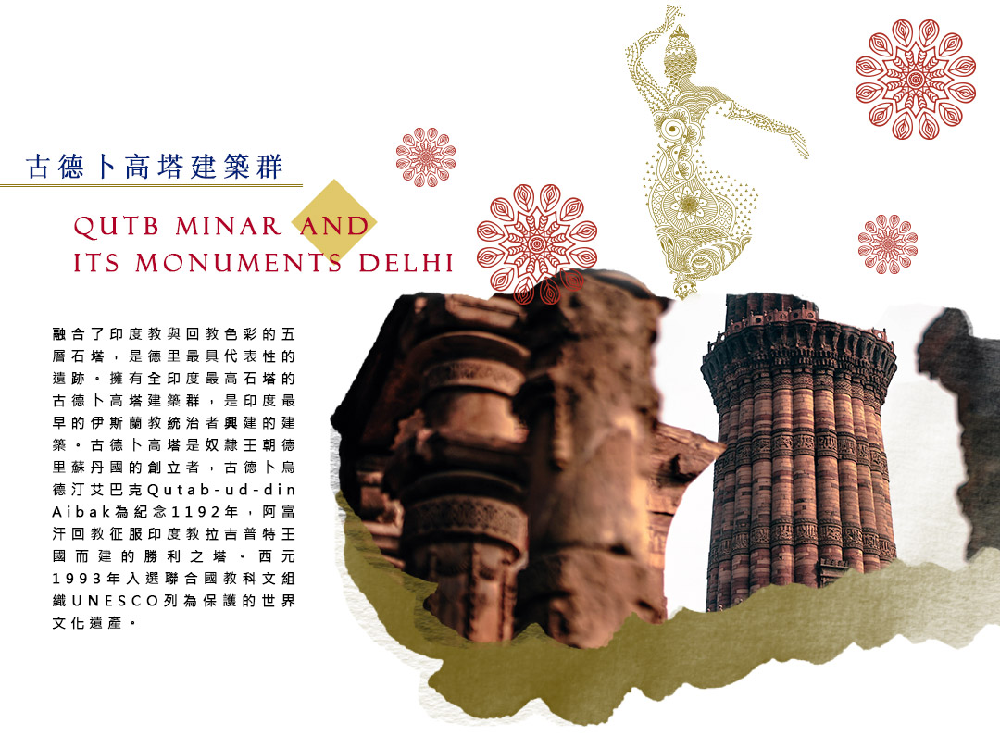 古德卜高塔建築群
QUTB MINAR AND
ITS MONUMENTS DELHI
融合了印度教與回教色彩的五
層石塔，是德里最具代表性的
遺跡。擁有全印度最高石塔的
古德卜高塔建築群，是印度最
早的伊斯蘭教統治者興建的建
築。古德卜高塔是奴隸王朝德
里蘇丹國的創立者，古德卜烏
德汀艾巴克Qutab-ud-din
Aibak為紀念1192年，阿富
汗回教征服印度教拉吉普特王
國而建的勝利之塔。西元
1993年入選聯合國教科文組
織UNESCO列為保護的世界
文化遺產。